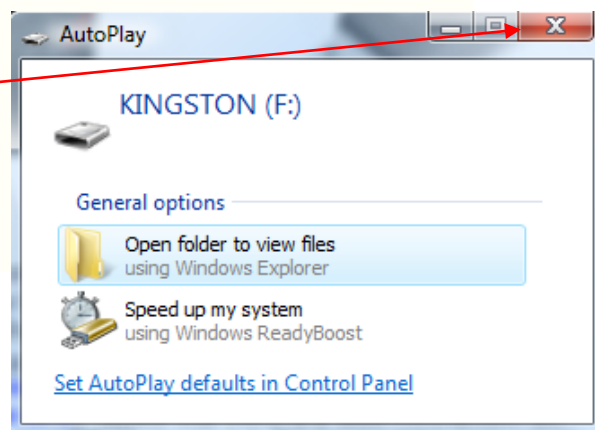 AutoPlay
KINGSTON (F:)
General options
Open folder to view files
using Windows Explorer
Speed up my system
using Windows ReadyBoost
Set AutoPlay defaults in Control Panel